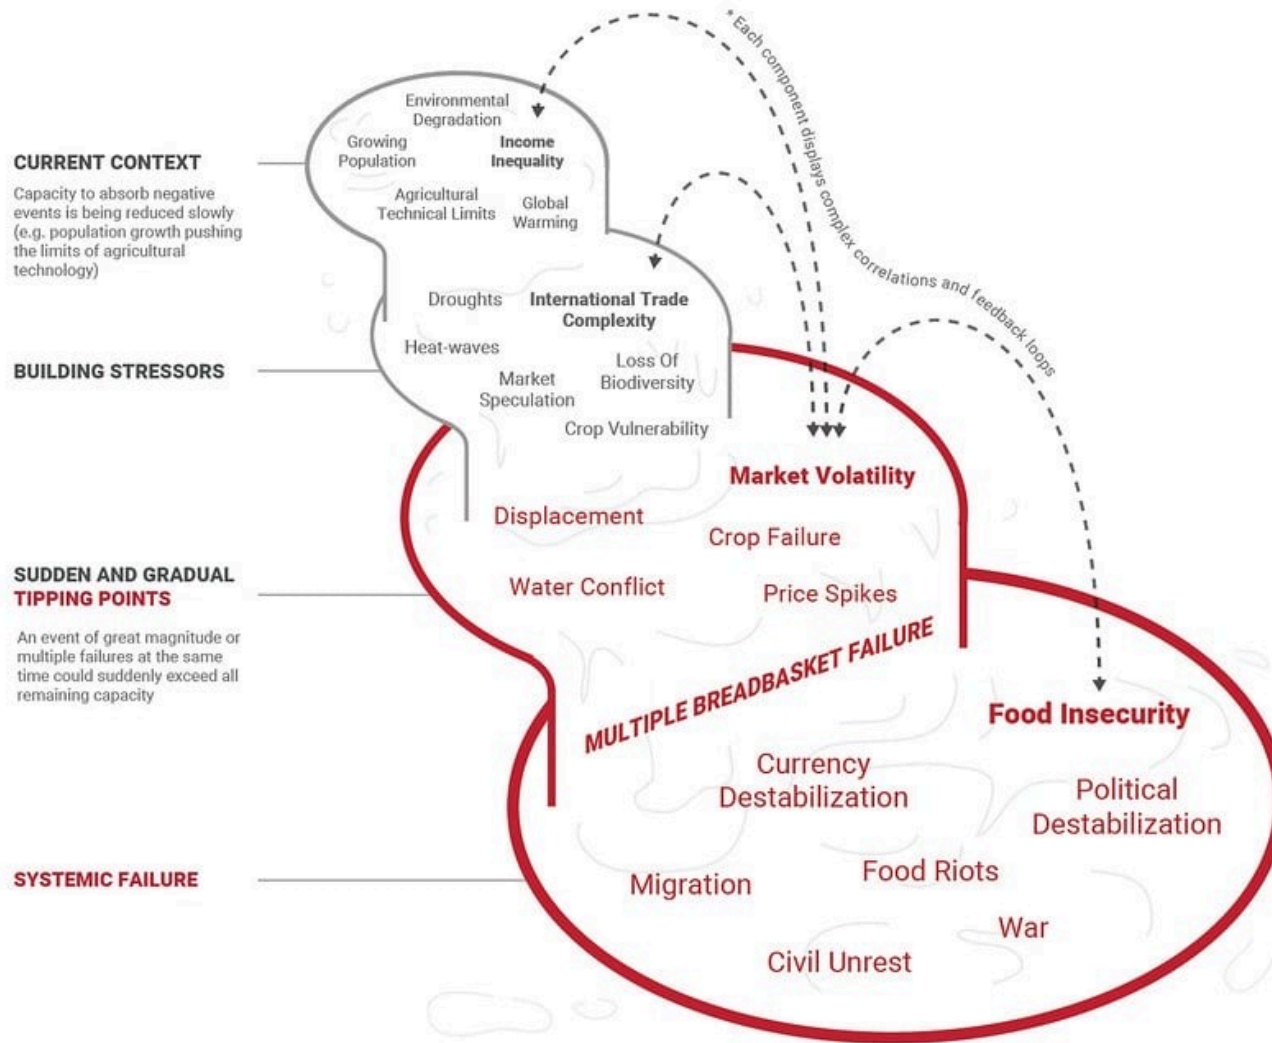 * Each component displays complex correlations and feedback loops
CURRENT CONTEXT
Capacity to absorb negative
events is being reduced slowly
(e.g. population growth pushing
the limits of agricultural
technology)
Environmental
Degradation
Growing
Population
Income
Inequality
Agricultural
Technical Limits
Global
Warming
BUILDING STRESSORS
Droughts
International Trade
Complexity
Heat-waves
Loss Of
Biodiversity
Market
Speculation
Crop Vulnerability
SUDDEN AND GRADUAL
TIPPING POINTS
An event of great magnitude or
multiple failures at the same
time could suddenly exceed all
remaining capacity
Market Volatility
Displacement
Crop Failure
Water Conflict
Price Spikes
MULTIPLE BREADBASKET FAILURE
SYSTEMIC FAILURE
Food Insecurity
Currency
Destabilization
Political
Destabilization
Migration
Food Riots
War
Civil Unrest